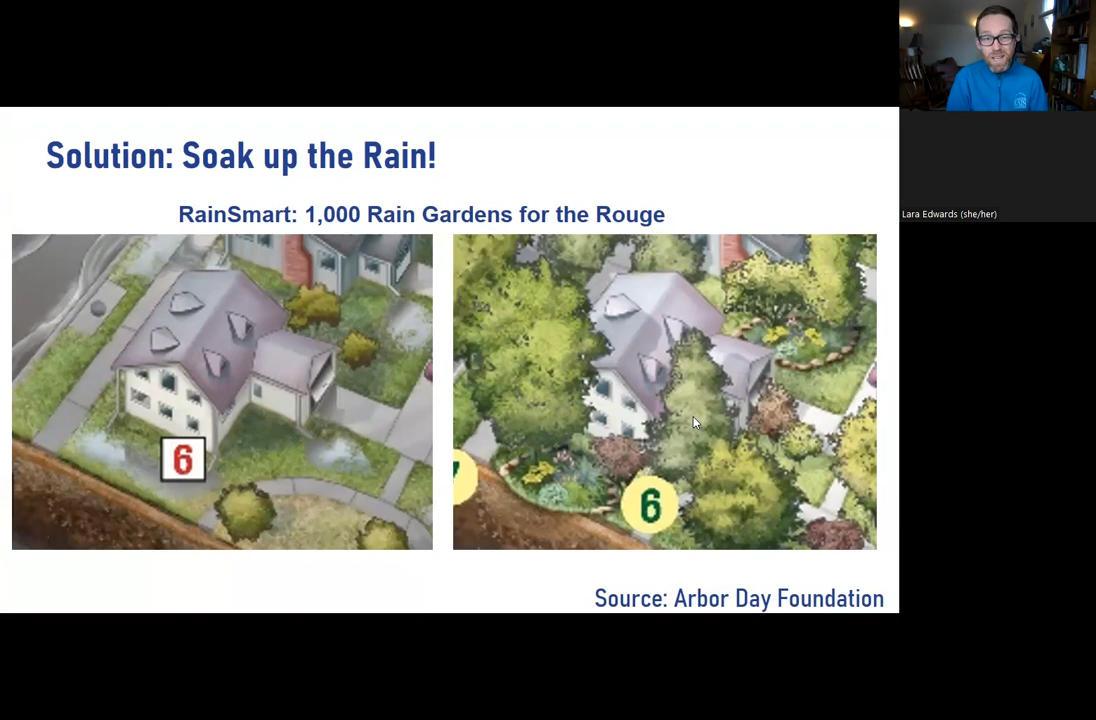 Solution: Soak up the Rain!
RainSmart: 1,000 Rain Gardens for the Rouge
6
7
6
Source: Arbor Day Foundation
Lara Edwards (she/her)